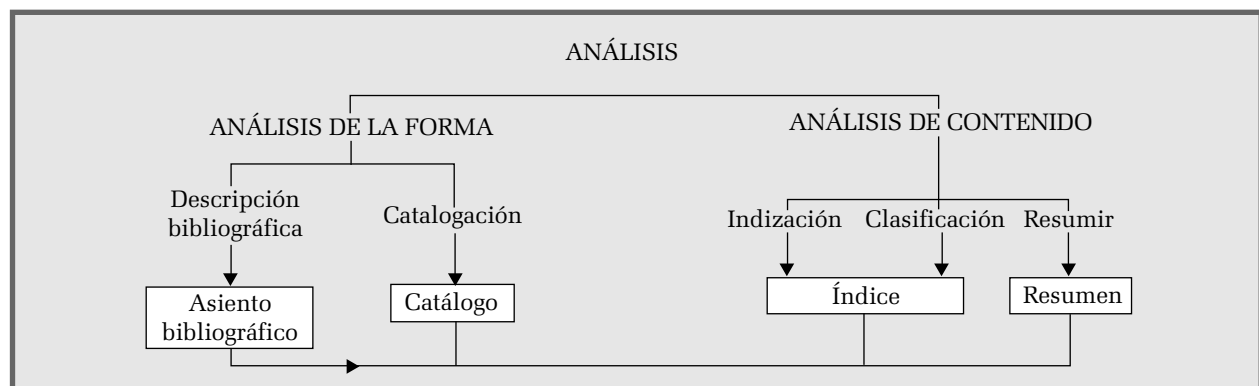 ANÁLISIS
ANÁLISIS DE LA FORMA
ANÁLISIS DE CONTENIDO
Descripción
bibliográfica
Catalogación
Indización
Clasificación
Resumir
Asiento
bibliográfico
Catálogo
Índice
Resumen